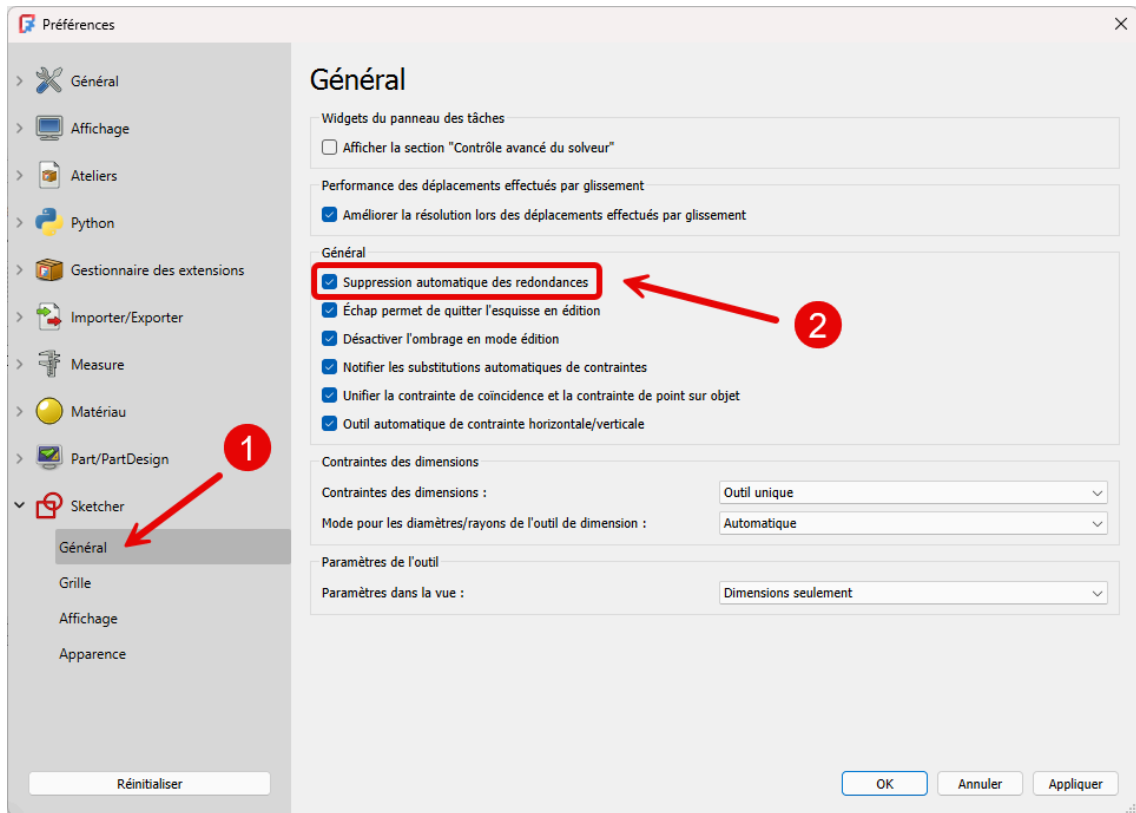 Préférences
Général
Affichage
Ateliers
Python
Gestionnaire des extensions
Importer/Exporter
Measure
Matériau
Part/PartDesign
1
Sketcher
Général
Grille
Affichage
Apparence
Réinitialiser
Général
Widgets du panneau des tâches
Afficher la section "Contrôle avancé du solveur"
Performance des déplacements effectués par glissement
Améliorer la résolution lors des déplacements effectués par glissement
Général
Suppression automatique des redondances
2
Échap permet de quitter l'esquisse en édition
Désactiver l'ombrage en mode édition
Notifier les substitutions automatiques de contraintes
Unifier la contrainte de coïncidence et la contrainte de point sur objet
Outil automatique de contrainte horizontale/verticale
Contraintes des dimensions
Contraintes des dimensions : Outil unique
Mode pour les diamètres/rayons de l'outil de dimension : Automatique
Paramètres de l'outil
Paramètres dans la vue : Dimensions seulement
OK Annuler Appliquer